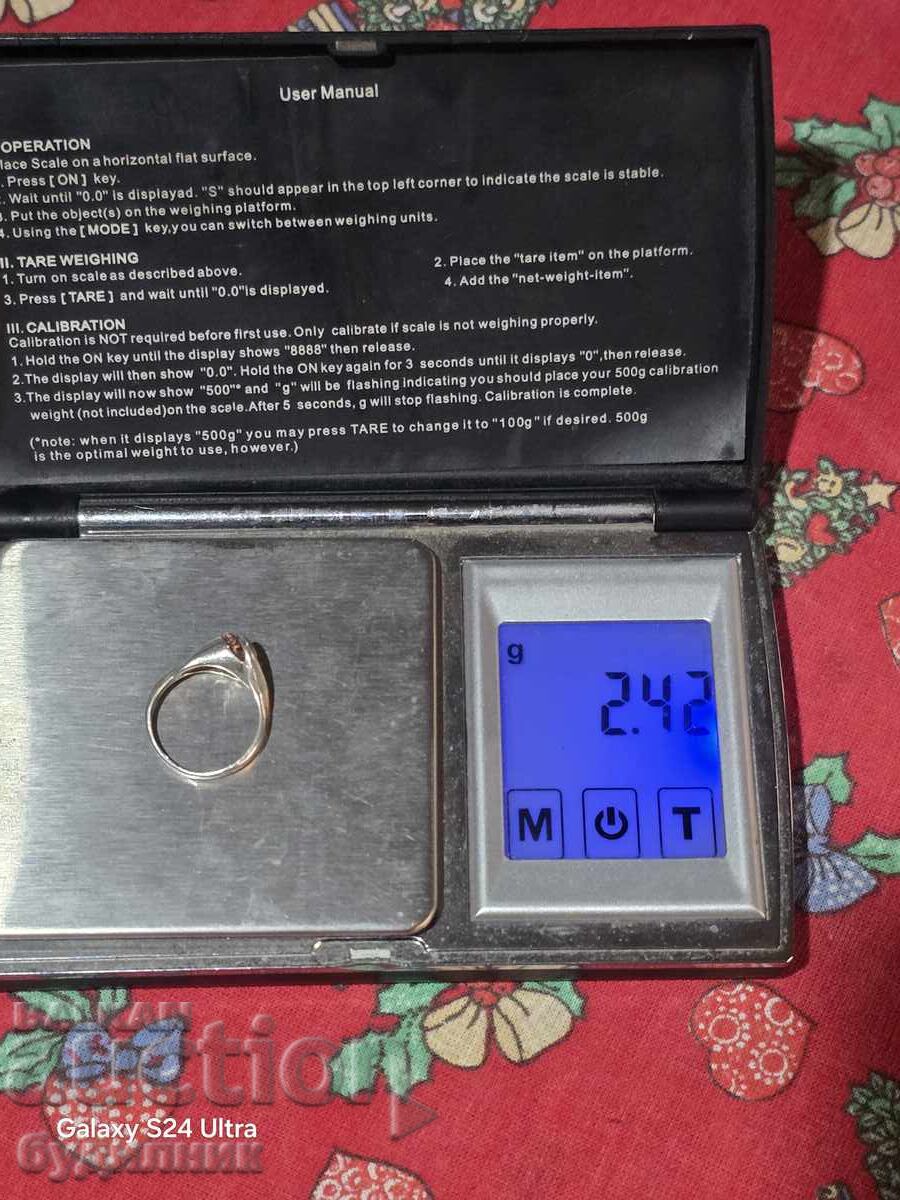 User Manual
OPERATION
lace Scale on a horizontal flat surface.
. Press [ON] key.
. Wait until "0.0" is displayad. "S" should appear in the top left corner to indicate the scale is stable.
3. Put the object(s) on the weighing platform.
4. Using the [MODE] key,you can switch between weighing units.
II. TARE WEIGHING
1. Turn on scale as described above.
2. Place the "tare item" on the platform.
3. Press [TARE] and wait until "0.0"is displayed.
4. Add the "net-weight-item".
III. CALIBRATION
Calibration is NOT required before first use. Only calibrate if scale is not weighing properly.
1. Hold the ON key until the display shows "8888" then release.
2.The display will then show "0.0". Hold the ON key again for 3 seconds until it displays "0",then release.
3.The display will now show "500"* and "g" will be flashing indicating you should place your 500g calibration
weight (not included)on the scale.After 5 seconds, g will stop flashing. Calibration is complete.
(*note: when it displays "500g" you may press TARE to change it to "100g" if desired. 500g
is the optimal weight to use, however.)
g
2.42
M T
Балкан
auction
Galaxy S24 Ultra
будилник